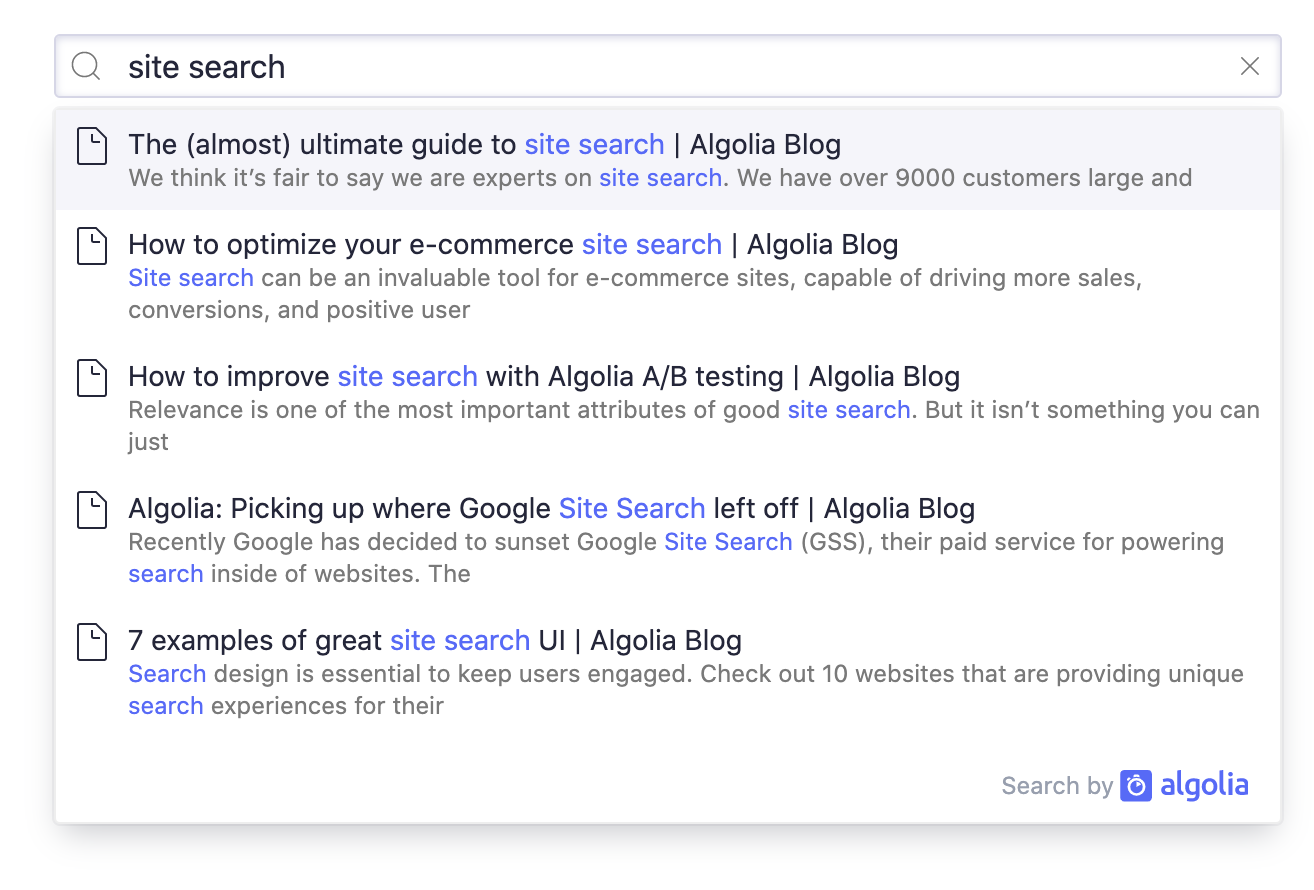 site search
The (almost) ultimate guide to site search | Algolia Blog
We think it’s fair to say we are experts on site search. We have over 9000 customers large and
How to optimize your e-commerce site search | Algolia Blog
Site search can be an invaluable tool for e-commerce sites, capable of driving more sales,
conversions, and positive user
How to improve site search with Algolia A/B testing | Algolia Blog
Relevance is one of the most important attributes of good site search. But it isn’t something you can
just
Algolia: Picking up where Google Site Search left off | Algolia Blog
Recently Google has decided to sunset Google Site Search (GSS), their paid service for powering
search inside of websites. The
7 examples of great site search UI | Algolia Blog
Search design is essential to keep users engaged. Check out 10 websites that are providing unique
search experiences for their
Search by algolia